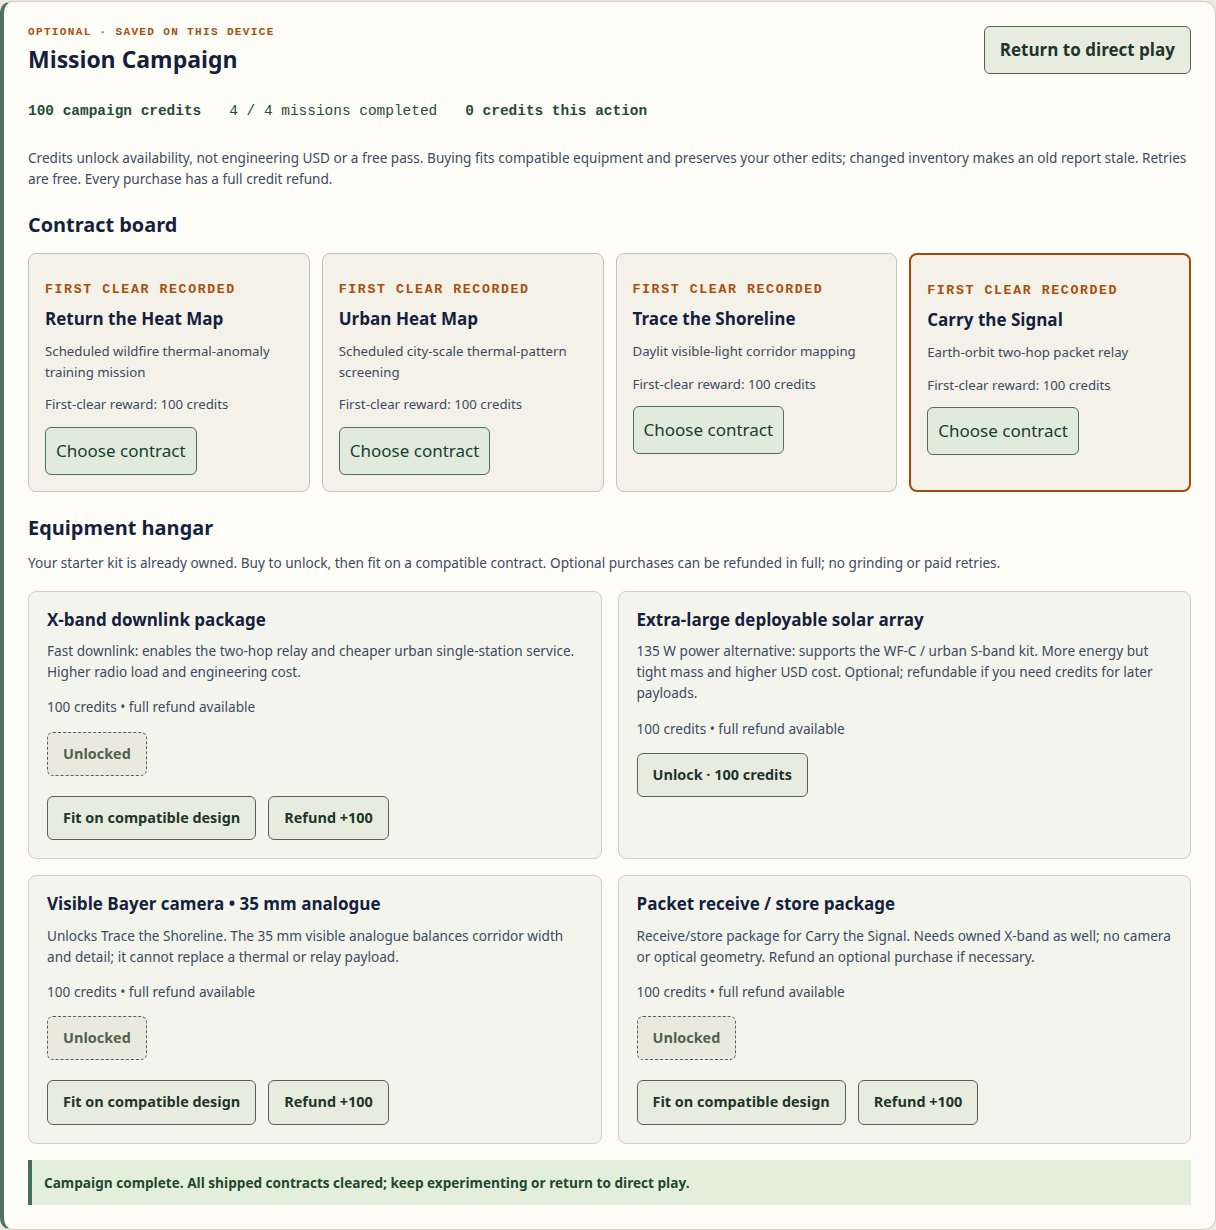 OPTIONAL · SAVED ON THIS DEVICE
Mission Campaign
Return to direct play
100 campaign credits 4 / 4 missions completed 0 credits this action
Credits unlock availability, not engineering USD or a free pass. Buying fits compatible equipment and preserves your other edits; changed inventory makes an old report stale. Retries
are free. Every purchase has a full credit refund.
Contract board
FIRST CLEAR RECORDED
Return the Heat Map
Scheduled wildfire thermal-anomaly
training mission
First-clear reward: 100 credits
Choose contract
FIRST CLEAR RECORDED
Urban Heat Map
Scheduled city-scale thermal-pattern
screening
First-clear reward: 100 credits
Choose contract
FIRST CLEAR RECORDED
Trace the Shoreline
Daylit visible-light corridor mapping
First-clear reward: 100 credits
Choose contract
FIRST CLEAR RECORDED
Carry the Signal
Earth-orbit two-hop packet relay
First-clear reward: 100 credits
Choose contract
Equipment hangar
Your starter kit is already owned. Buy to unlock, then fit on a compatible contract. Optional purchases can be refunded in full; no grinding or paid retries.
X-band downlink package
Fast downlink: enables the two-hop relay and cheaper urban single-station service.
Higher radio load and engineering cost.
100 credits • full refund available
Unlocked
Fit on compatible design
Refund +100
Extra-large deployable solar array
135 W power alternative: supports the WF-C / urban S-band kit. More energy but
tight mass and higher USD cost. Optional; refundable if you need credits for later
payloads.
100 credits • full refund available
Unlock · 100 credits
Visible Bayer camera • 35 mm analogue
Unlocks Trace the Shoreline. The 35 mm visible analogue balances corridor width
and detail; it cannot replace a thermal or relay payload.
100 credits • full refund available
Unlocked
Fit on compatible design
Refund +100
Packet receive / store package
Receive/store package for Carry the Signal. Needs owned X-band as well; no camera
or optical geometry. Refund an optional purchase if necessary.
100 credits • full refund available
Unlocked
Fit on compatible design
Refund +100
Campaign complete. All shipped contracts cleared; keep experimenting or return to direct play.